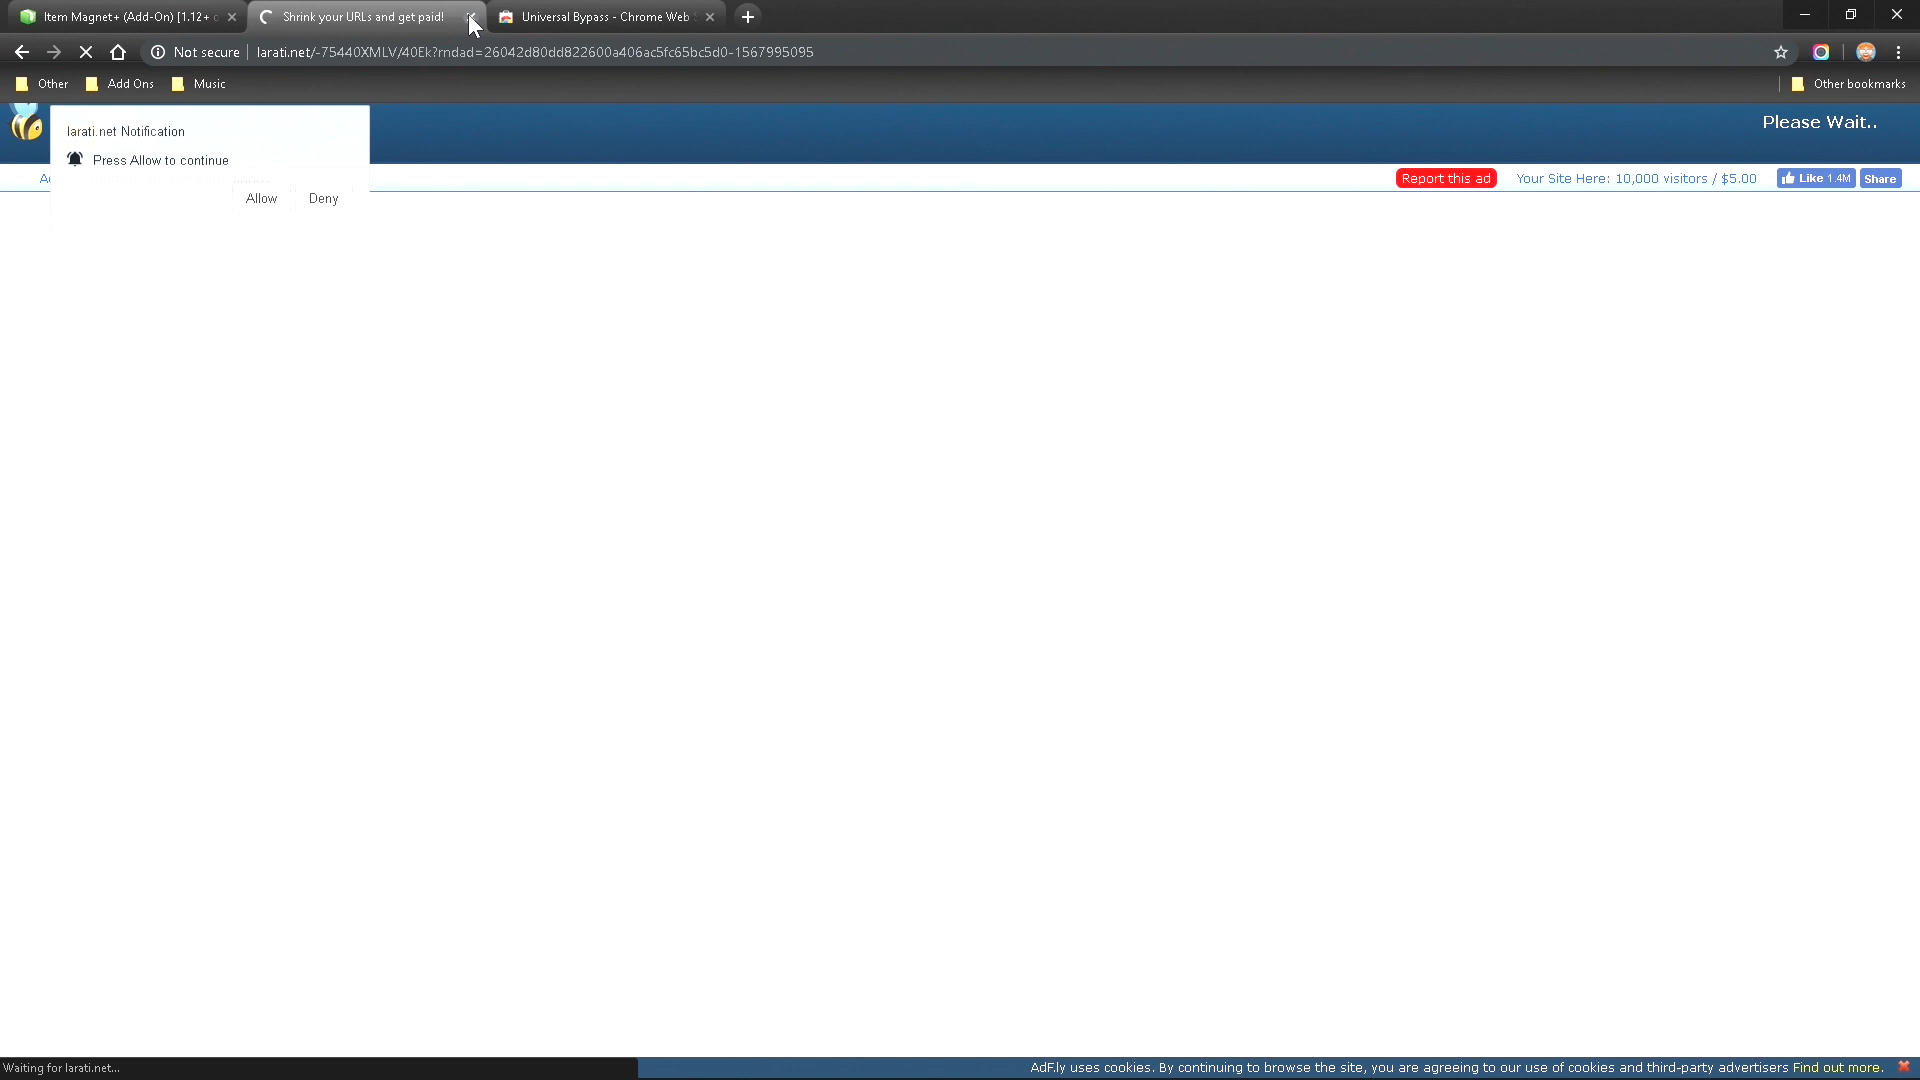 Item Magnet+ (Add-On) [1.12+ o
Shrink your URLs and get paid!
Universal Bypass - Chrome Web
Not secure
larati.net/-75440XMLV/40Ek?rndad=26042d80dd822600a406ac5fc65bc5d0-1567995095
Other
Add Ons
Music
Other bookmarks
larati.net Notification
Press Allow to continue
Allow
Deny
Please Wait..
Report this ad
Your Site Here: 10,000 visitors / $5.00
Like 1.4M
Share
Waiting for larati.net...
AdF.ly uses cookies. By continuing to browse the site, you are agreeing to our use of cookies and third-party advertisers Find out more.